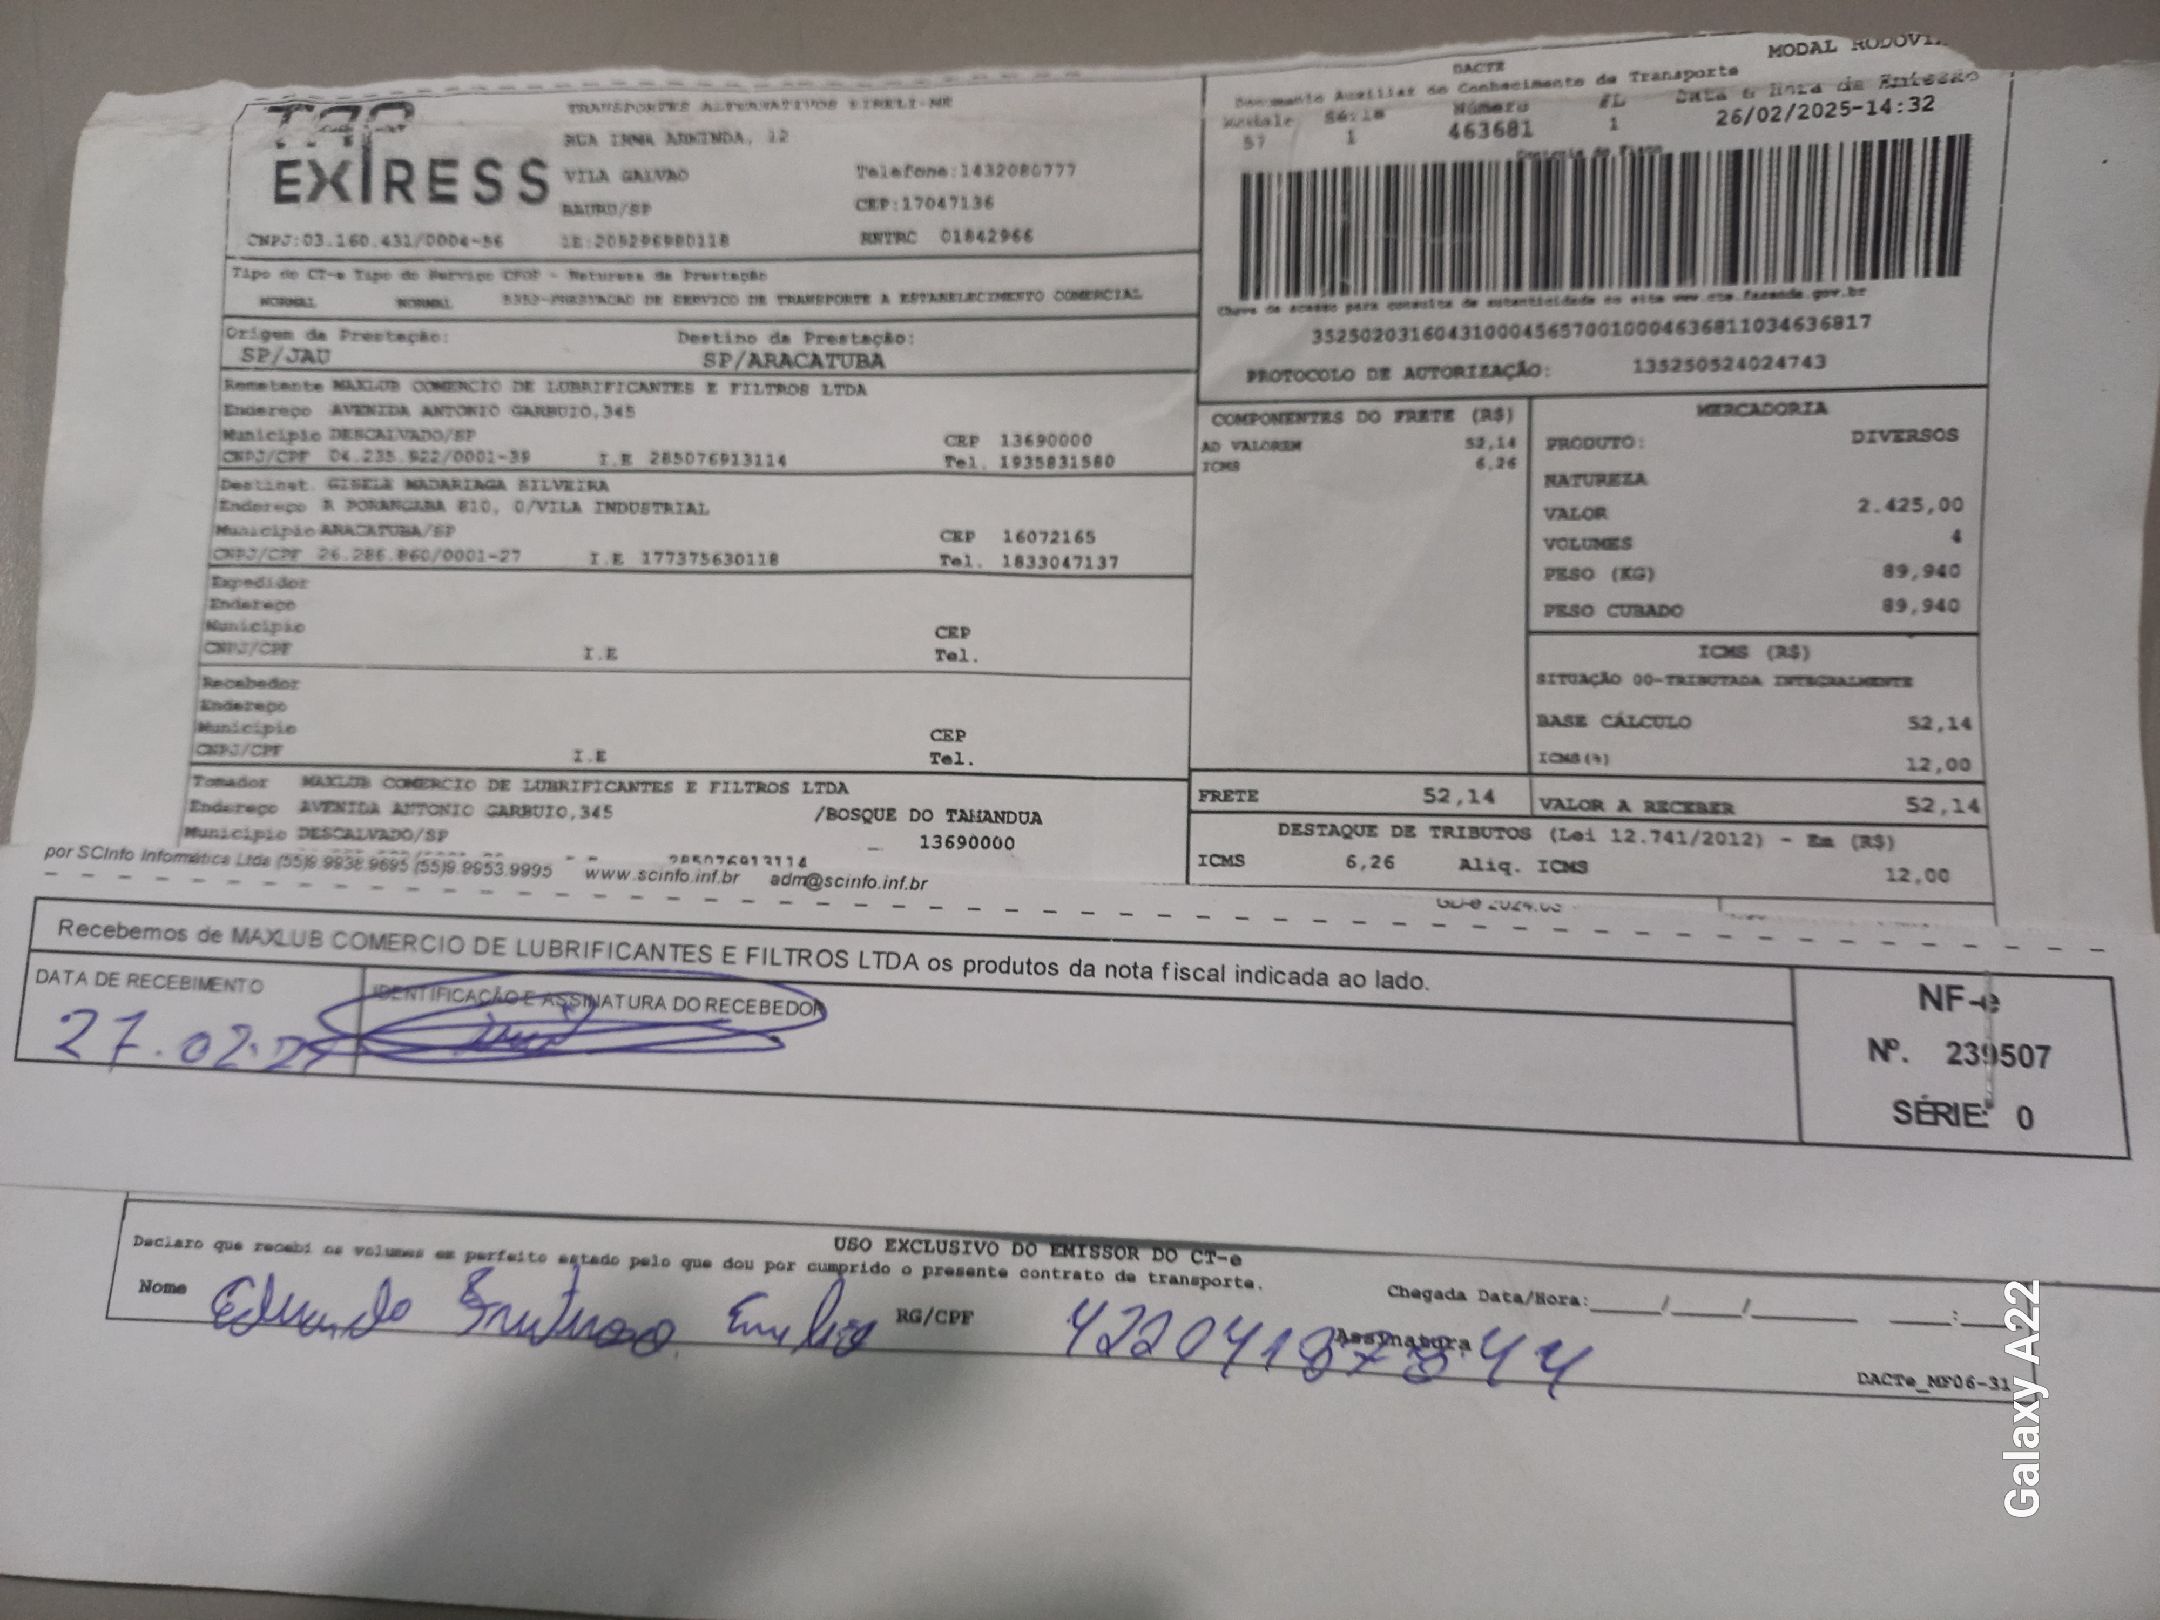 MODAL
DACTE
Documento Auxiliar do Conhecimento de Transporte
Modelo Série Número FL Data e Hora da Emissão
57 1 463681 1 26/02/2025-14:32
EXPRESS
TRANSPORTES ALTERNATIVOS EIRELI-ME
RUA IRMA ARMINDA, 12
VILA GALVAO Telefone:1432080777
BAURU/SP CEP:17047136
CNPJ:03.160.431/0004-56 IE:209296980118 RNTRC 01842966
Controle do Fisco
Chave de acesso para consulta de autenticidade no site www.cte.fazenda.gov.br
35250203160431000456570010004636811034636817
PROTOCOLO DE AUTORIZAÇÃO: 135250524024743
Tipo do CT-e Tipo do Serviço CFOP - Natureza da Prestação
NORMAL NORMAL PRESTACAO DE SERVICO DE TRANSPORTE A ESTABELECIMENTO COMERCIAL
Origem da Prestação: Destino da Prestação:
SP/JAU SP/ARACATUBA
Remetente MAXLUB COMERCIO DE LUBRIFICANTES E FILTROS LTDA
Endereço AVENIDA ANTONIO GARBUIO,345
Município DESCALVADO/SP CEP 13690000
CNPJ/CPF 04.235.922/0001-39 I.E 285076913114 Tel. 1935831580
Destinat. GISELE MADARIAGA SILVEIRA
Endereço R PORANGABA 810, 0/VILA INDUSTRIAL
Município ARACATUBA/SP CEP 16072165
CNPJ/CPF 26.286.860/0001-27 I.E 177375630118 Tel. 1833047137
Expedidor
Endereço
Município CEP
CNPJ/CPF I.E Tel.
Recebedor
Endereço
Município CEP
CNPJ/CPF I.E Tel.
Tomador MAXLUB COMERCIO DE LUBRIFICANTES E FILTROS LTDA
Endereço AVENIDA ANTONIO GARBUIO,345 /BOSQUE DO TAMANDUA
Município DESCALVADO/SP 13690000
285076913114
COMPONENTES DO FRETE (R$)
AD VALOREM 52,14
ICMS 6,26
MERCADORIA
PRODUTO: DIVERSOS
NATUREZA
VALOR 2.425,00
VOLUMES 4
PESO (KG) 89,940
PESO CUBADO 89,940
ICMS (R$)
SITUAÇÃO 00-TRIBUTADA INTEGRALMENTE
BASE CÁLCULO 52,14
ICMS(%) 12,00
FRETE 52,14 VALOR A RECEBER 52,14
DESTAQUE DE TRIBUTOS (Lei 12.741/2012) - Em (R$)
ICMS 6,26 Aliq. ICMS 12,00
por SCInfo Informática Ltda (55)9.9938.9695 (55)9.9953.9995 www.scinfo.inf.br adm@scinfo.inf.br
Recebemos de MAXLUB COMERCIO DE LUBRIFICANTES E FILTROS LTDA os produtos da nota fiscal indicada ao lado.
DATA DE RECEBIMENTO IDENTIFICAÇÃO E ASSINATURA DO RECEBEDOR
27.02.25
NF-e
Nº. 239507
SÉRIE: 0
USO EXCLUSIVO DO EMISSOR DO CT-e
Declaro que recebi os volumes em perfeito estado pelo que dou por cumprido o presente contrato de transporte.
Nome Eduardo RG/CPF Chegada Data/Hora:_____/_____/________ _____:_____
Assinatura
DACTe_NF06-31
Galaxy A22